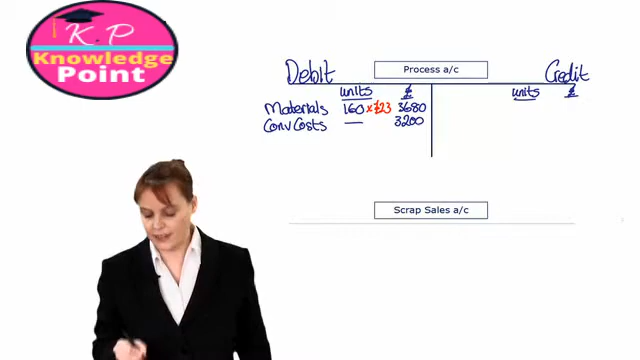 K.P
Knowledge
Point
Debit Process a/c Credit
units £ units £
Materials 160 × £23 3680
Conv Costs — 3200
Scrap Sales a/c